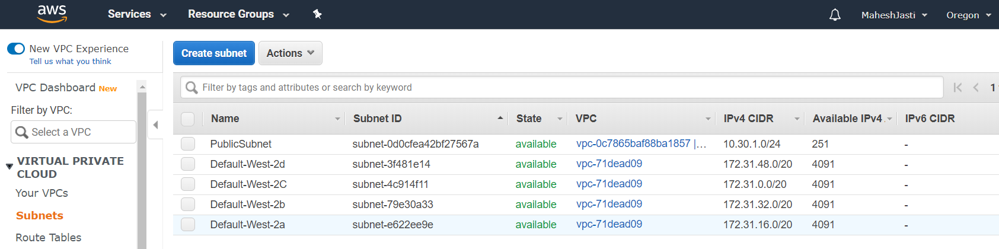 aws Services Resource Groups MaheshJasti Oregon
New VPC Experience
Tell us what you think
Create subnet Actions
VPC Dashboard New
Filter by tags and attributes or search by keyword 1
Filter by VPC:
Select a VPC
Name Subnet ID State VPC IPv4 CIDR Available IPv4 IPv6 CIDR
PublicSubnet subnet-0d0cfea42bf27567a available vpc-0c7865baf88ba1857 |... 10.30.1.0/24 251 -
Default-West-2d subnet-3f481e14 available vpc-71dead09 172.31.48.0/20 4091 -
Default-West-2C subnet-4c914f11 available vpc-71dead09 172.31.0.0/20 4091 -
Default-West-2b subnet-79e30a33 available vpc-71dead09 172.31.32.0/20 4091 -
Default-West-2a subnet-e622ee9e available vpc-71dead09 172.31.16.0/20 4091 -
VIRTUAL PRIVATE
CLOUD
Your VPCs
Subnets
Route Tables